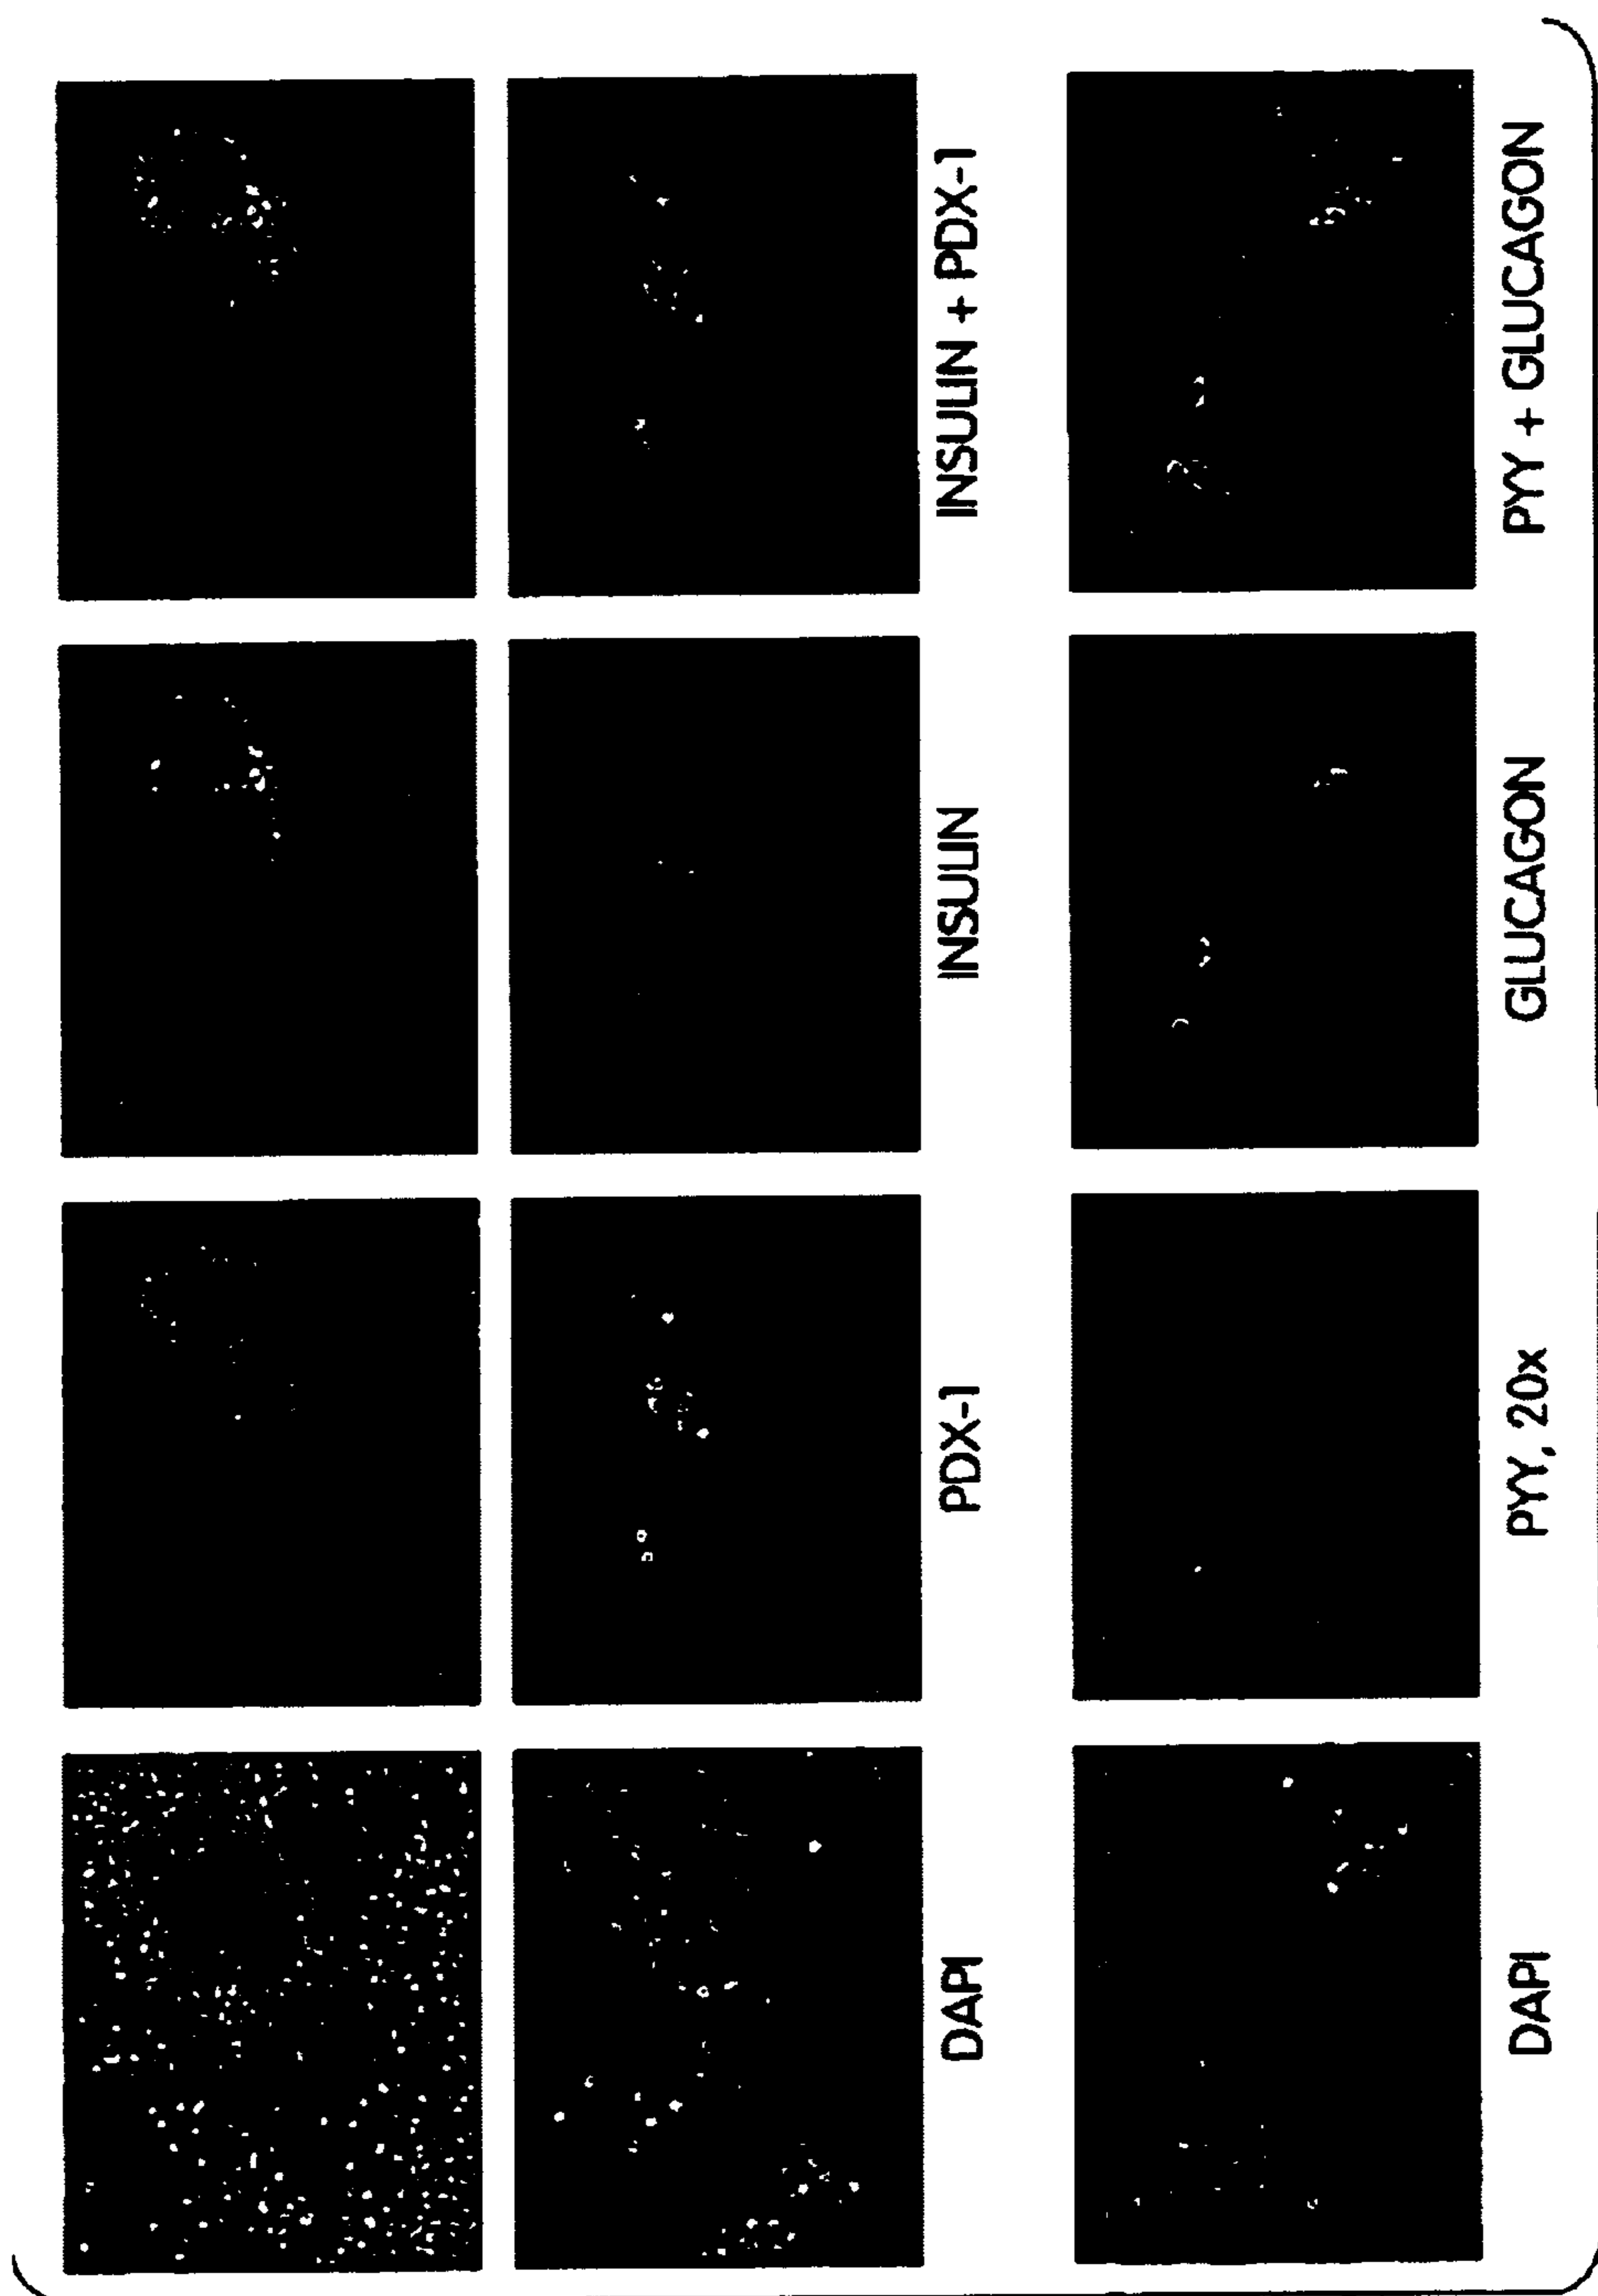 DAPI
PDX-1
INSULIN
INSULIN + PDX-1
DAPI
PYY, 20x
GLUCAGON
PYY + GLUCAGON